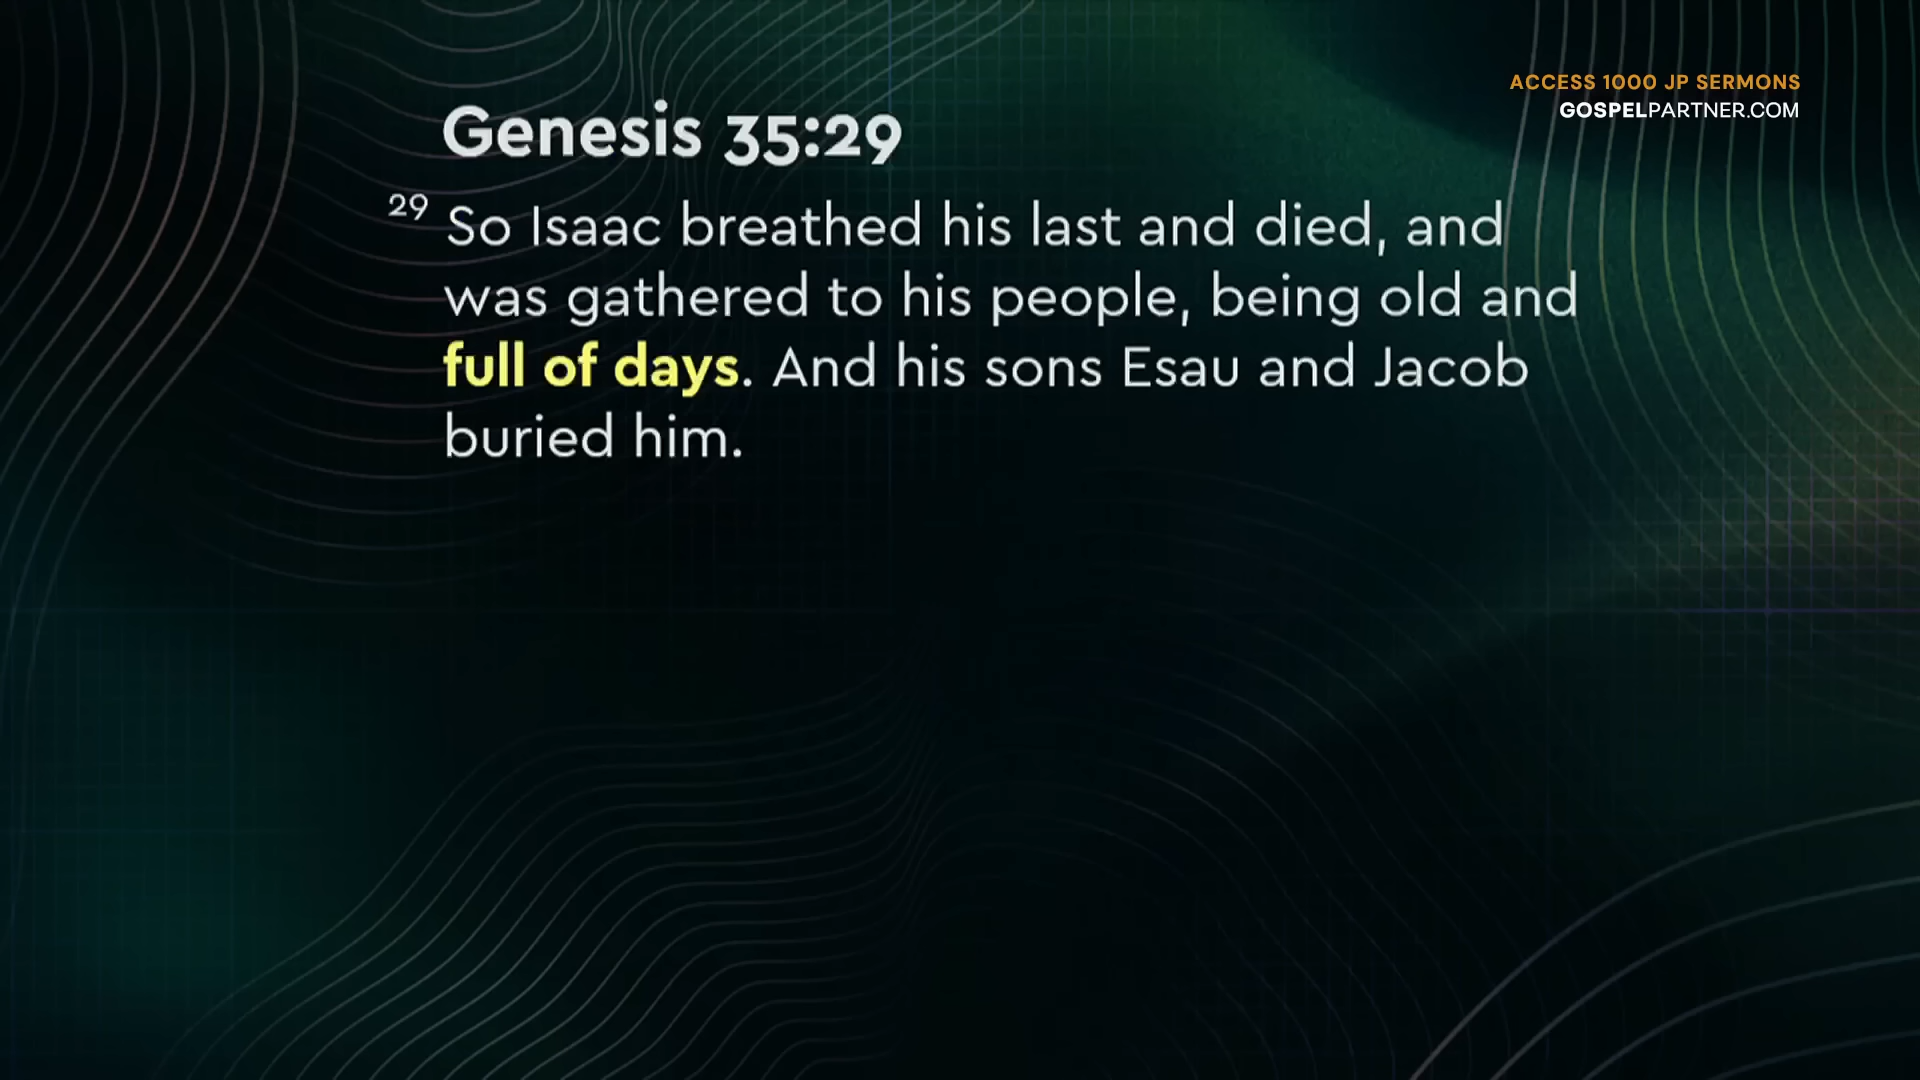 ACCESS 1000 JP SERMONS
GOSPELPARTNER.COM
Genesis 35:29
29 So Isaac breathed his last and died, and
was gathered to his people, being old and
full of days. And his sons Esau and Jacob
buried him.